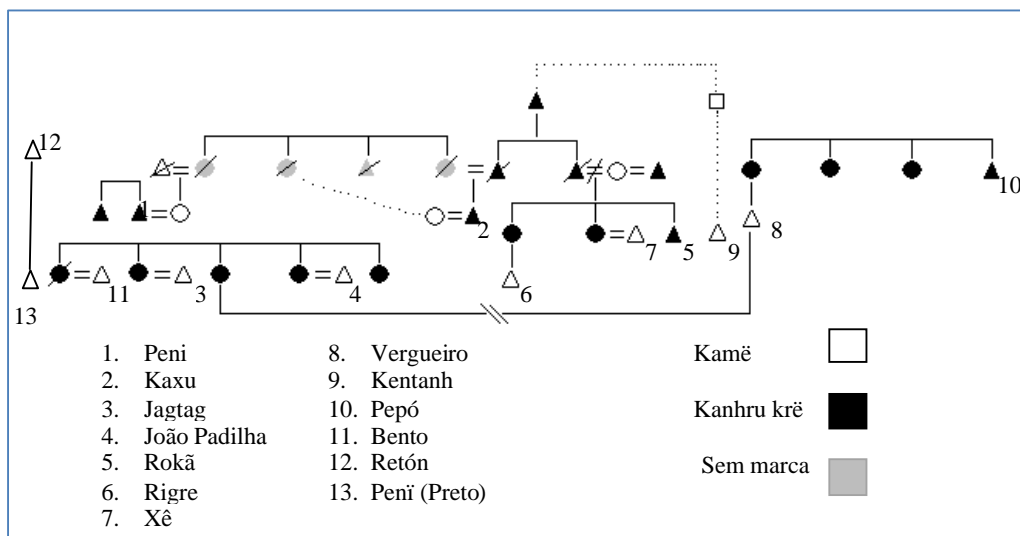 12
10
1
2
7
5
9
8
11
3
4
6
13
1. Peni
2. Kaxu
3. Jagtag
4. João Padilha
5. Rokã
6. Rigre
7. Xê
8. Vergueiro
9. Kentanh
10. Pepó
11. Bento
12. Retón
13. Penï (Preto)
Kamë
Kanhru krë
Sem marca